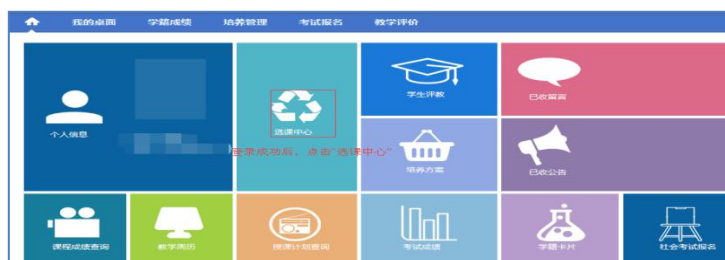 我的桌面 学籍成绩 培养管理 考试报名 教学评价
个人信息
选课中心
学生评教
已收留言
登录成功后，点击"选课中心"
培养方案
已收公告
课程成绩查询
教学周历
授课计划查询
考试成绩
学籍卡片
社会考试报名